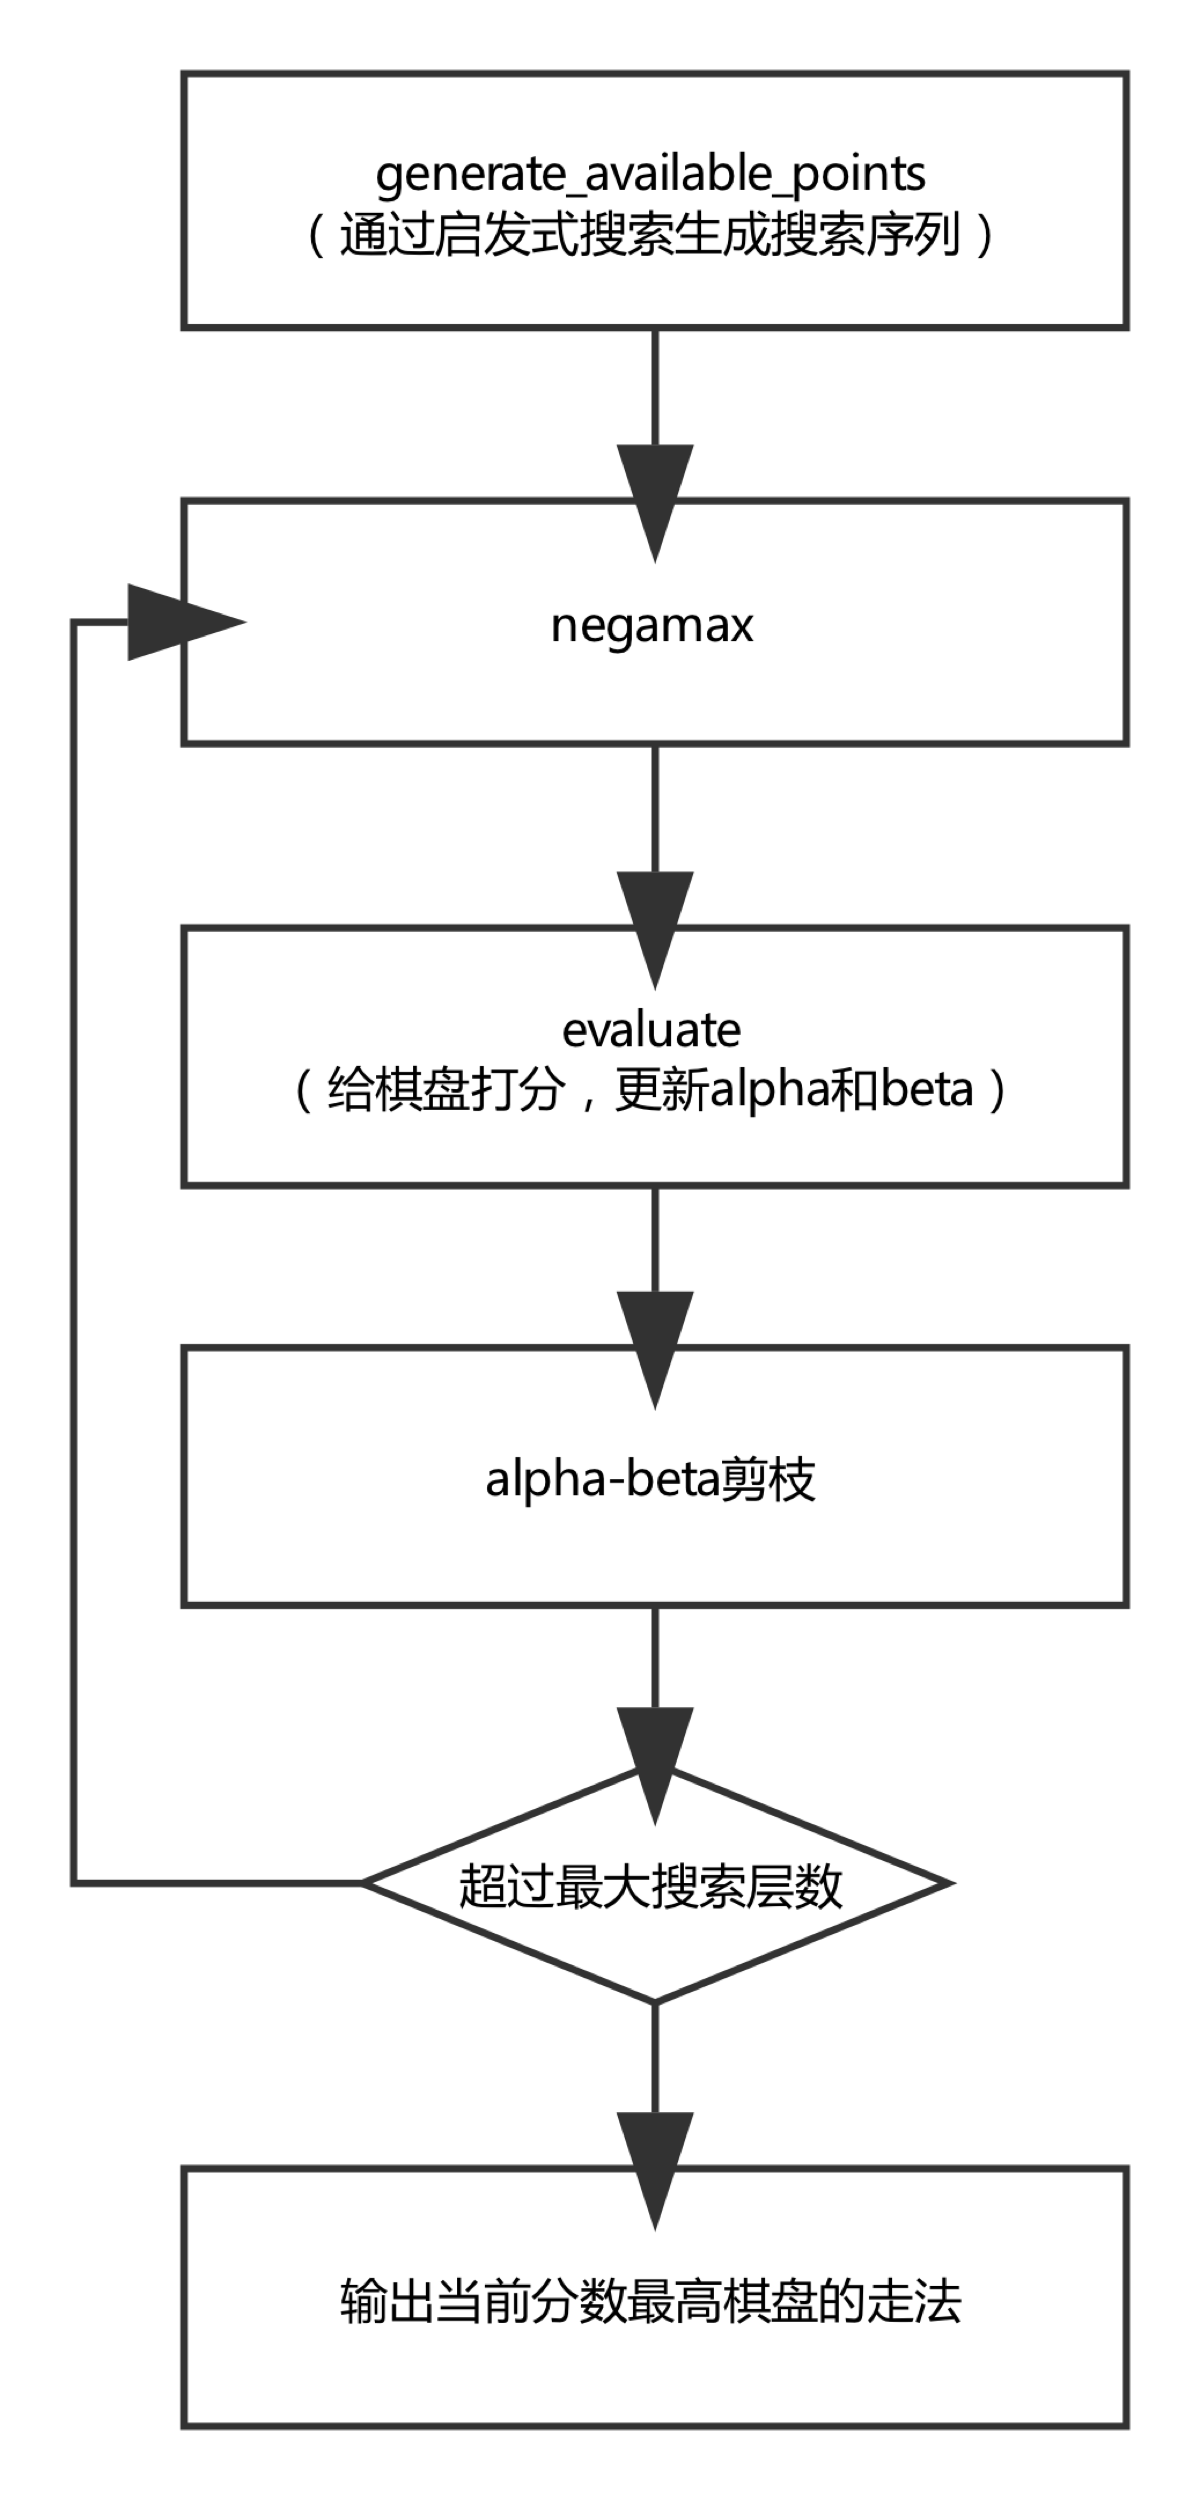 generate_available_points
（通过启发式搜索生成搜索序列）
negamax
evaluate
（给棋盘打分，更新alpha和beta）
alpha-beta剪枝
超过最大搜索层数
输出当前分数最高棋盘的走法